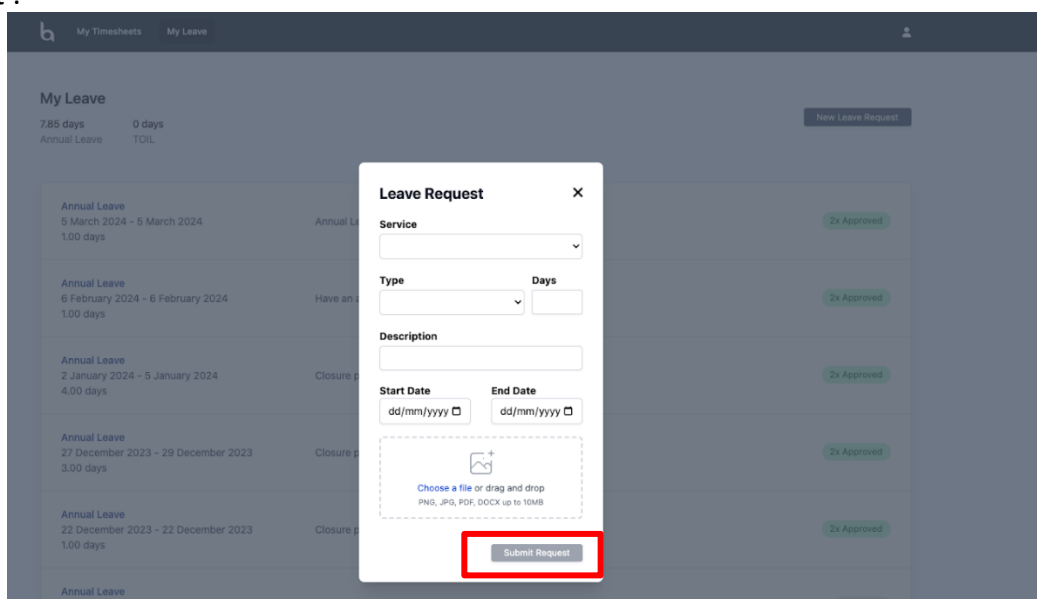 My Timesheets My Leave
My Leave
7.85 days 0 days
Annual Leave TOIL
New Leave Request
Annual Leave
5 March 2024 - 5 March 2024
1.00 days
Annual Le
2x Approved
Annual Leave
6 February 2024 - 6 February 2024
1.00 days
Have an a
2x Approved
Annual Leave
2 January 2024 - 5 January 2024
4.00 days
Closure p
2x Approved
Annual Leave
27 December 2023 - 29 December 2023
3.00 days
Closure p
2x Approved
Annual Leave
22 December 2023 - 22 December 2023
1.00 days
Closure p
2x Approved
Annual Leave
Leave Request
Service
Type Days
Description
Start Date End Date
dd/mm/yyyy dd/mm/yyyy
Choose a file or drag and drop
PNG, JPG, PDF, DOCX up to 10MB
Submit Request